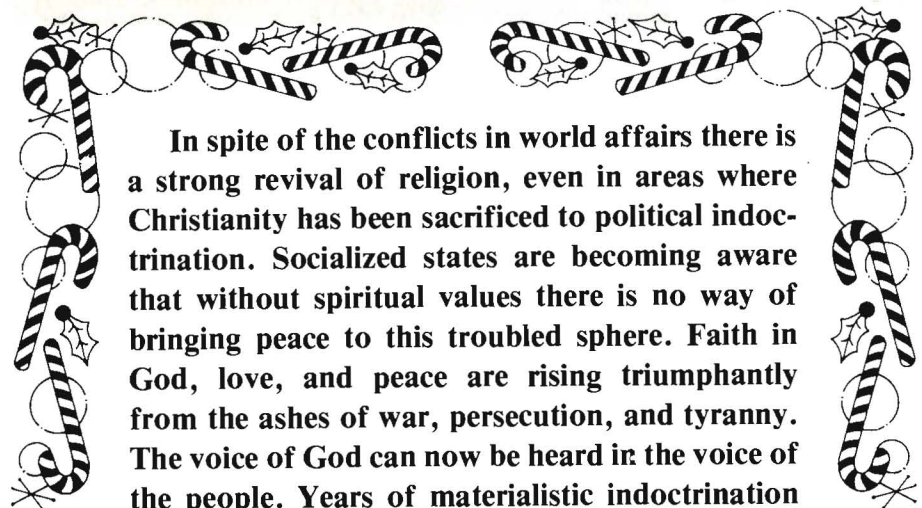 In spite of the conflicts in world affairs there is
a strong revival of religion, even in areas where
Christianity has been sacrificed to political indoc-
trination. Socialized states are becoming aware
that without spiritual values there is no way of
bringing peace to this troubled sphere. Faith in
God, love, and peace are rising triumphantly
from the ashes of war, persecution, and tyranny.
The voice of God can now be heard in the voice of
the people. Years of materialistic indoctrination